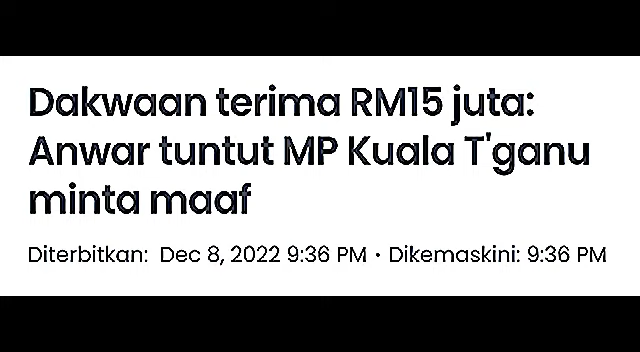 Dakwaan terima RM15 juta:
Anwar tuntut MP Kuala T'ganu
minta maaf
Diterbitkan: Dec 8, 2022 9:36 PM · Dikemaskini: 9:36 PM